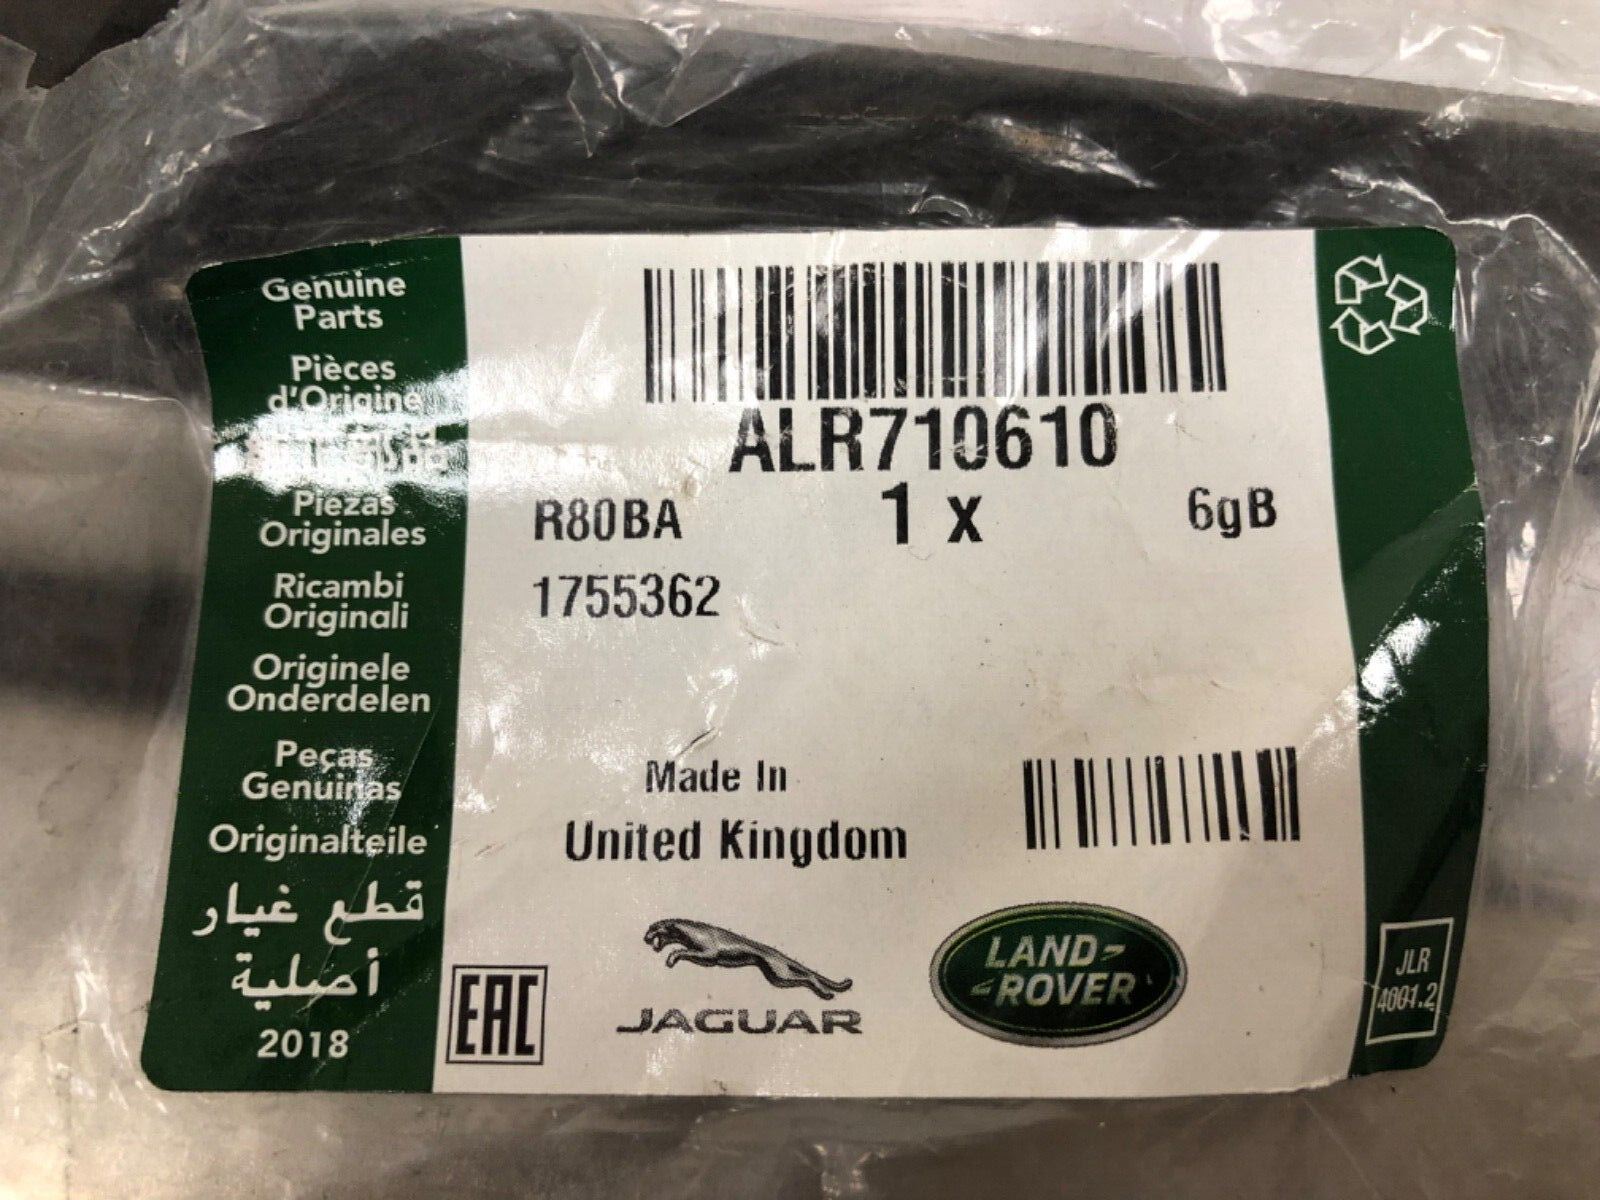 Genuine
Parts
Pièces
d'Origine
Piezas
Originales
Ricambi
Originali
Originele
Onderdelen
Peças
Genuinas
Originalteile
قطع غيار
أصلية
2018
ALR710610
R80BA 1 x 6gB
1755362
Made In
United Kingdom
EAC
JAGUAR
LAND-
-ROVER
JLR
4001.2